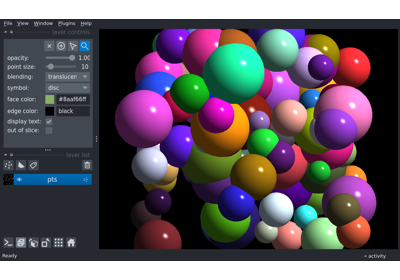 File View Window Plugins Help
layer controls
opacity: 1.00
point size: 10
blending: translucen
symbol: disc
face color: #8aaf66ff
edge color: black
display text:
out of slice:
layer list
pts
Ready
activity